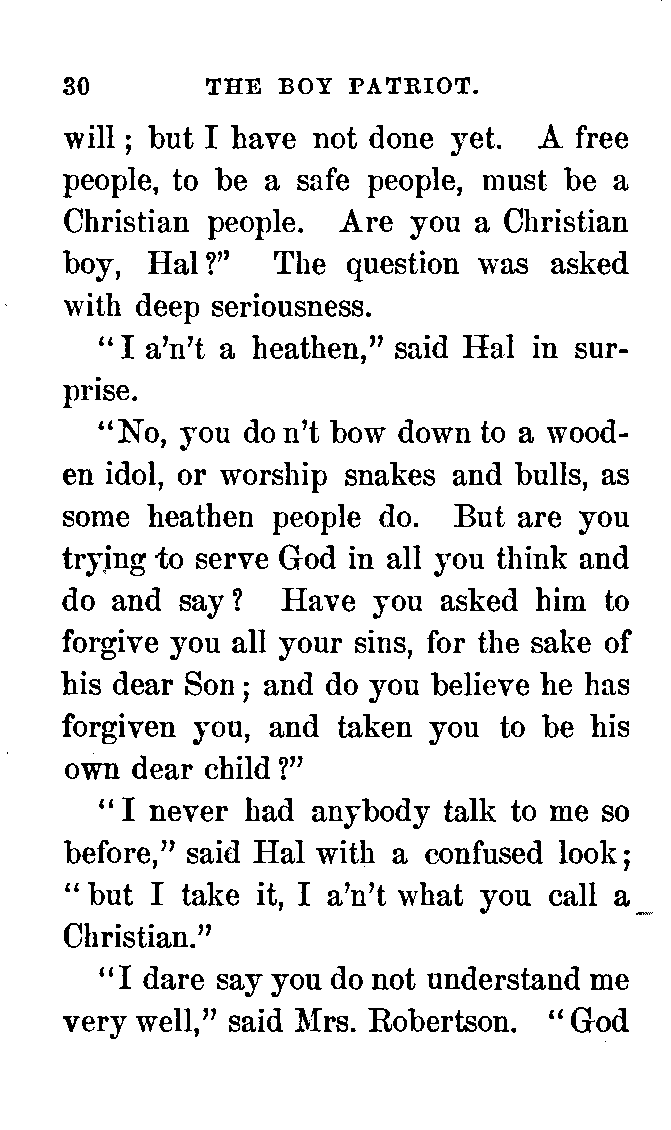 30 THE BOY PATRIOT.
will ; but I have not done yet. A free
people, to be a safe people, must be a
Christian people. Are you a Christian
boy, Hal ?” The question was asked
with deep seriousness.
“ I a’n’t a heathen,” said Hal in sur-
prise.
“No, you do n’t bow down to a wood-
en idol, or worship snakes and bulls, as
some heathen people do. But are you
trying to serve God in all you think and
do and say ? Have you asked him to
forgive you all your sins, for the sake of
his dear Son ; and do you believe he has
forgiven you, and taken you to be his
own dear child ?”
“ I never had anybody talk to me so
before,” said Hal with a confused look ;
“ but I take it, I a’n’t what you call a
Christian.”
“I dare say you do not understand me
very well,” said Mrs. Robertson. “ God